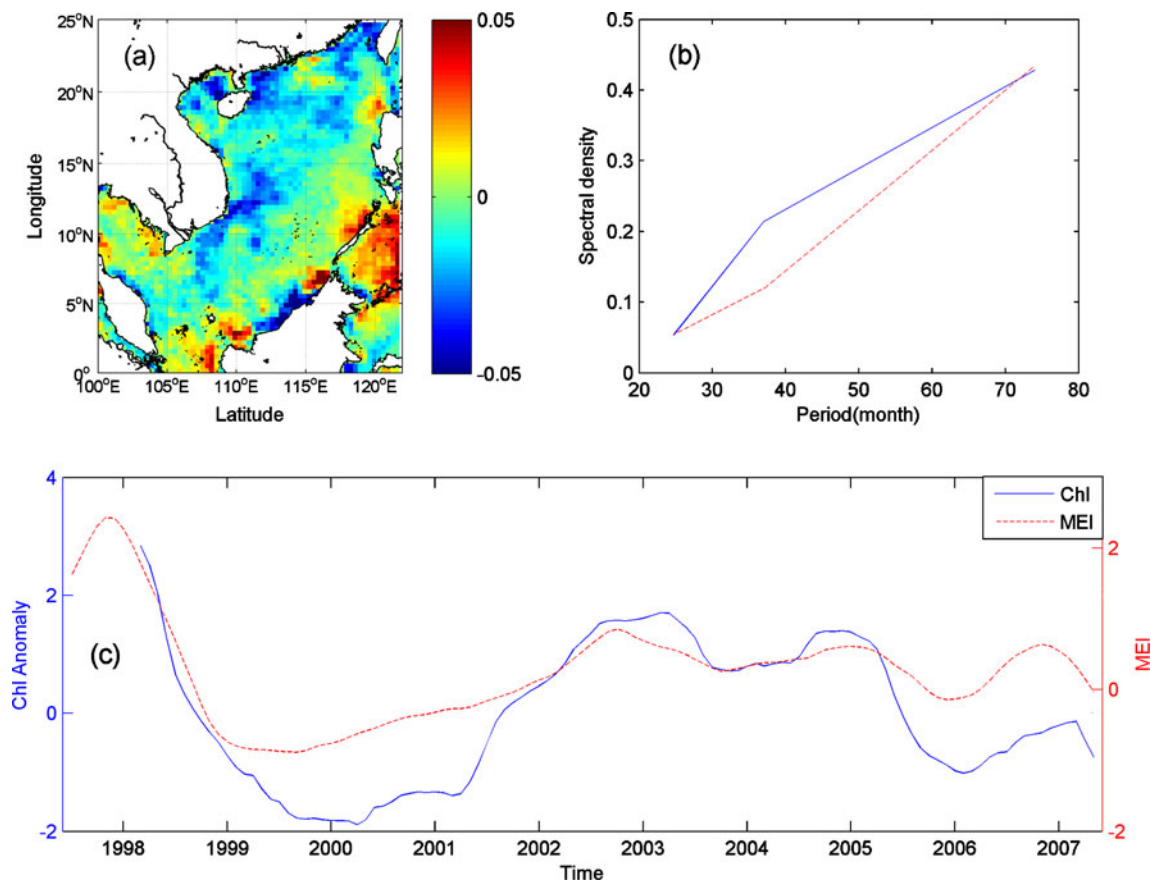 (a)
25°N
20°N
15°N
10°N
5°N
0°
100°E 105°E 110°E 115°E 120°E
Longitude
Latitude
0.05
0
-0.05
(b)
0.5
0.4
0.3
0.2
0.1
0
20 30 40 50 60 70 80
Spectral density
Period(month)
(c)
4
2
0
-2
Chl Anomaly
Chl
MEI
2
0
-2
MEI
1998 1999 2000 2001 2002 2003 2004 2005 2006 2007
Time